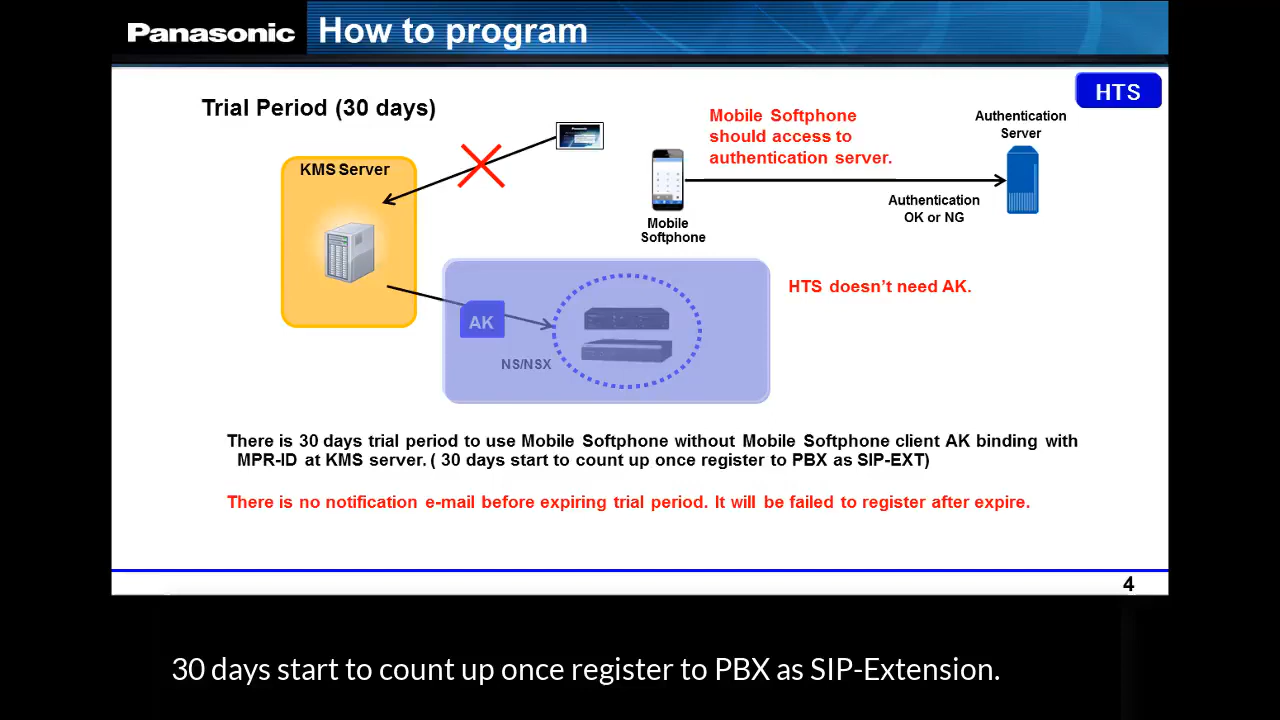 Panasonic
How to program
HTS
Trial Period (30 days)
Mobile Softphone
should access to
authentication server.
Authentication
Server
KMS Server
Authentication
OK or NG
Mobile
Softphone
HTS doesn't need AK.
AK
NS/NSX
There is 30 days trial period to use Mobile Softphone without Mobile Softphone client AK binding with
MPR-ID at KMS server. ( 30 days start to count up once register to PBX as SIP-EXT)
There is no notification e-mail before expiring trial period. It will be failed to register after expire.
4
30 days start to count up once register to PBX as SIP-Extension.